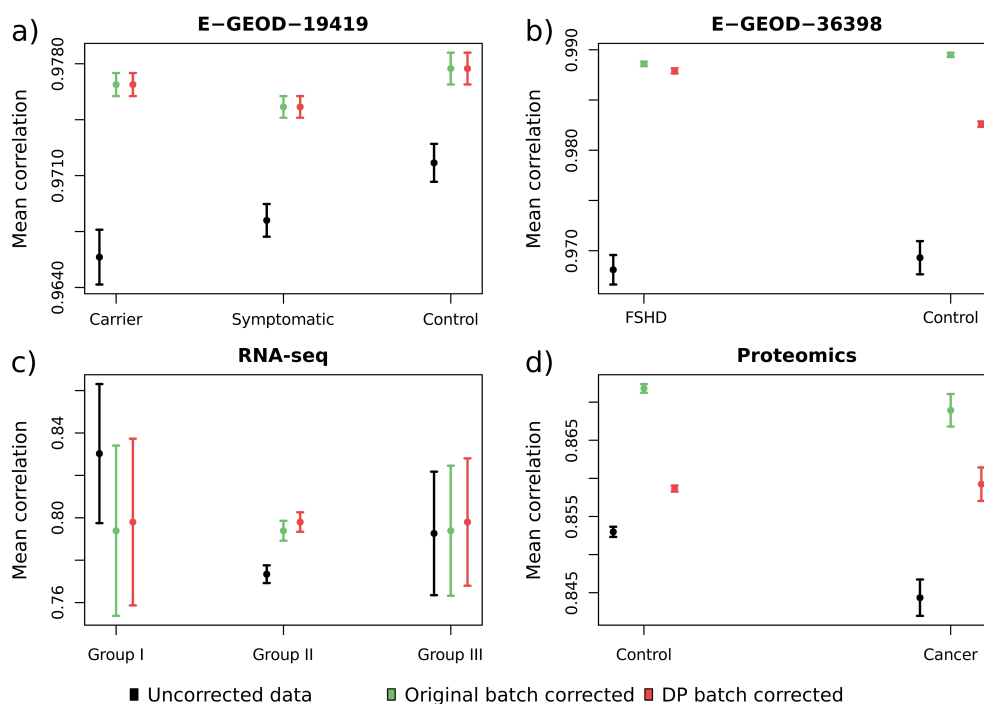 a)
E−GEOD−19419
Mean correlation
0.9780
0.9710
0.9640
Carrier
Symptomatic
Control
b)
E−GEOD−36398
Mean correlation
0.990
0.980
0.970
FSHD
Control
c)
RNA-seq
Mean correlation
0.84
0.80
0.76
Group I
Group II
Group III
d)
Proteomics
Mean correlation
0.865
0.855
0.845
Control
Cancer
Uncorrected data
Original batch corrected
DP batch corrected